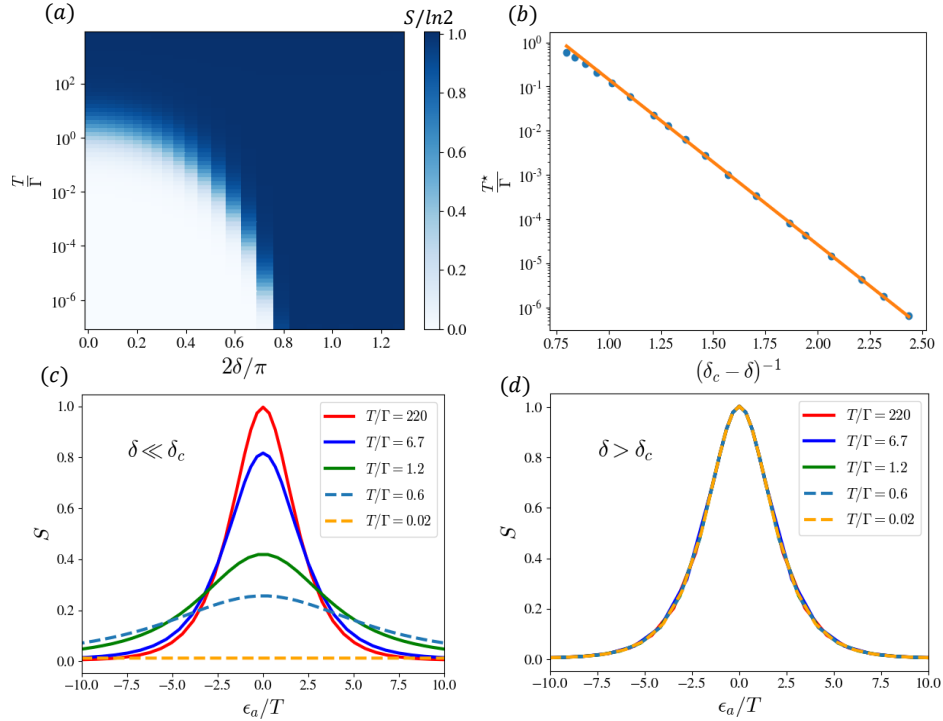 (a)
S/ln2
T/Γ
10^2
10^0
10^-2
10^-4
10^-6
0.0 0.2 0.4 0.6 0.8 1.0 1.2
2δ/π
1.0
0.8
0.6
0.4
0.2
0.0
(b)
T*/Γ
10^0
10^-1
10^-2
10^-3
10^-4
10^-5
10^-6
0.75 1.00 1.25 1.50 1.75 2.00 2.25 2.50
(δ_c − δ)^-1
(c)
S
1.0
0.8
0.6
0.4
0.2
0.0
δ ≪ δ_c
T/Γ = 220
T/Γ = 6.7
T/Γ = 1.2
T/Γ = 0.6
T/Γ = 0.02
−10.0 −7.5 −5.0 −2.5 0.0 2.5 5.0 7.5 10.0
ϵ_a/T
(d)
S
1.0
0.8
0.6
0.4
0.2
0.0
δ > δ_c
T/Γ = 220
T/Γ = 6.7
T/Γ = 1.2
T/Γ = 0.6
T/Γ = 0.02
−10.0 −7.5 −5.0 −2.5 0.0 2.5 5.0 7.5 10.0
ϵ_a/T